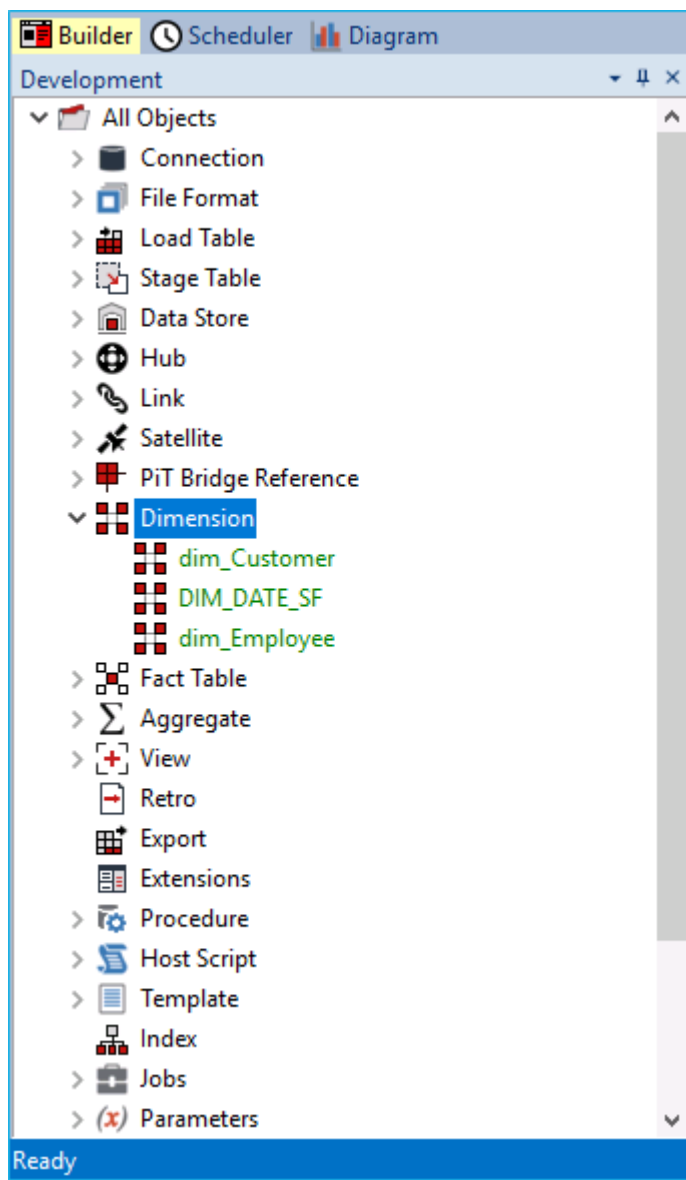 Builder Scheduler Diagram
Development
All Objects
Connection
File Format
Load Table
Stage Table
Data Store
Hub
Link
Satellite
PiT Bridge Reference
Dimension
dim_Customer
DIM_DATE_SF
dim_Employee
Fact Table
Aggregate
View
Retro
Export
Extensions
Procedure
Host Script
Template
Index
Jobs
(x) Parameters
Ready